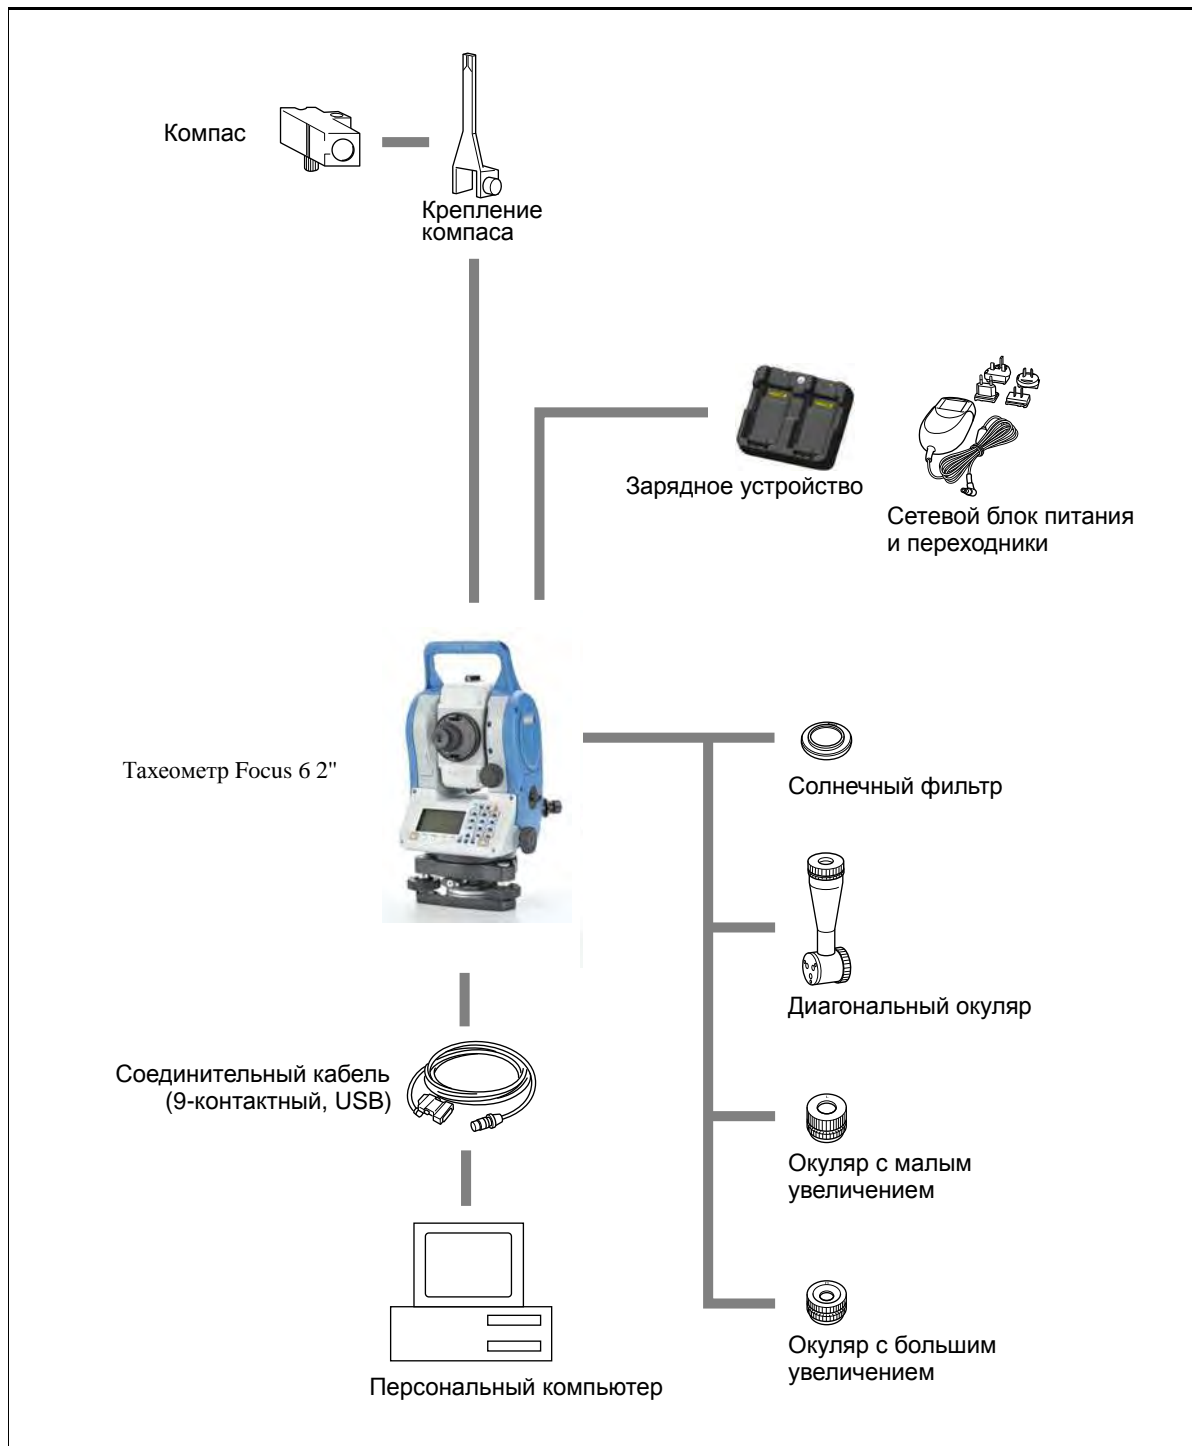 Компас
Крепление
компаса
Зарядное устройство
Сетевой блок питания
и переходники
Тахеометр Focus 6 2"
Солнечный фильтр
Диагональный окуляр
Соединительный кабель
(9-контактный, USB)
Окуляр с малым
увеличением
Окуляр с большим
увеличением
Персональный компьютер